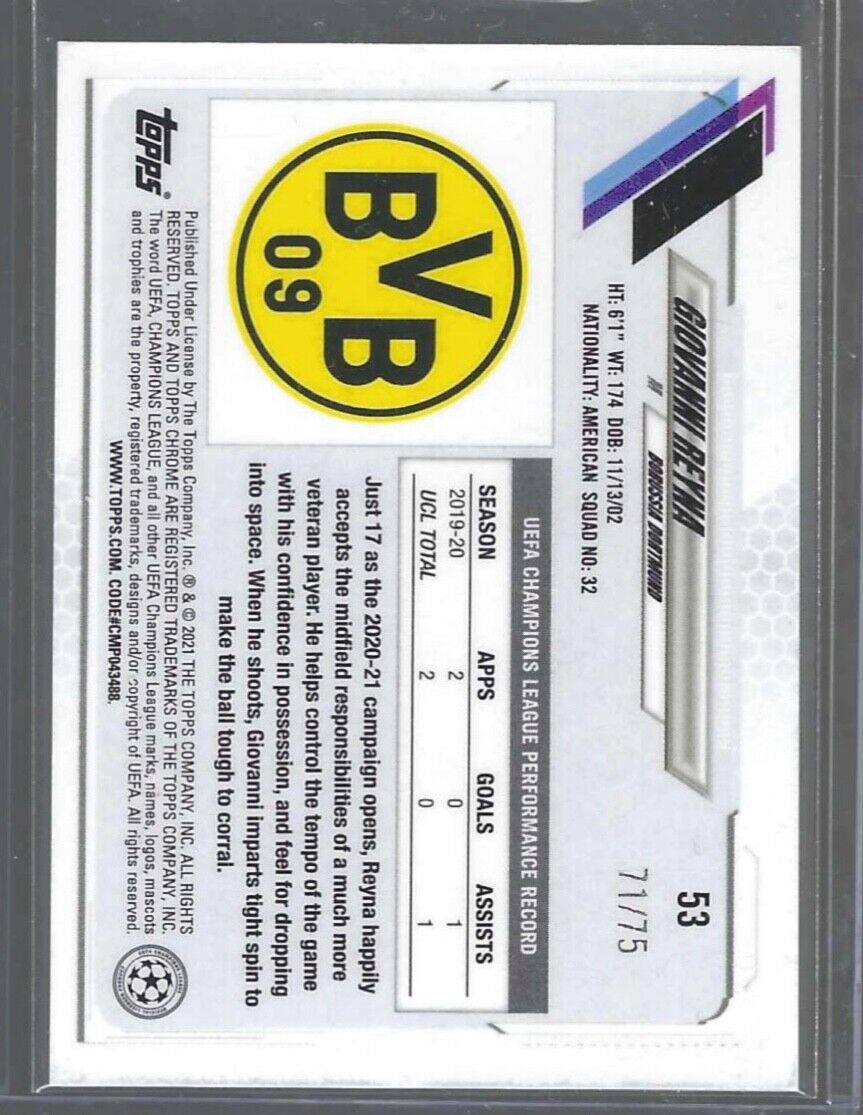 53
71/75
GIOVANNI REYNA
BORUSSIA DORTMUND
HT: 6'1" WT: 174 DOB: 11/13/02
NATIONALITY: AMERICAN SQUAD NO: 32
BVB
09
UEFA CHAMPIONS LEAGUE PERFORMANCE RECORD
SEASON APPS GOALS ASSISTS
2019-20 2 0 1
UCL TOTAL 2 0 1
Just 17 as the 2020-21 campaign opens, Reyna happily
accepts the midfield responsibilities of a much more
veteran player. He helps control the tempo of the game
with his confidence in possession, and feel for dropping
into space. When he shoots, Giovanni imparts tight spin to
make the ball tough to corral.
topps®
Published Under License by The Topps Company, Inc. ® & © 2021 THE TOPPS COMPANY, INC. ALL RIGHTS
RESERVED. TOPPS AND TOPPS CHROME ARE REGISTERED TRADEMARKS OF THE TOPPS COMPANY, INC.
The word UEFA, CHAMPIONS LEAGUE, and all other UEFA Champions League marks, names, logos, mascots
and trophies are the property, registered trademarks, designs and/or copyright of UEFA. All rights reserved.
WWW.TOPPS.COM. CODE#CMP043488.